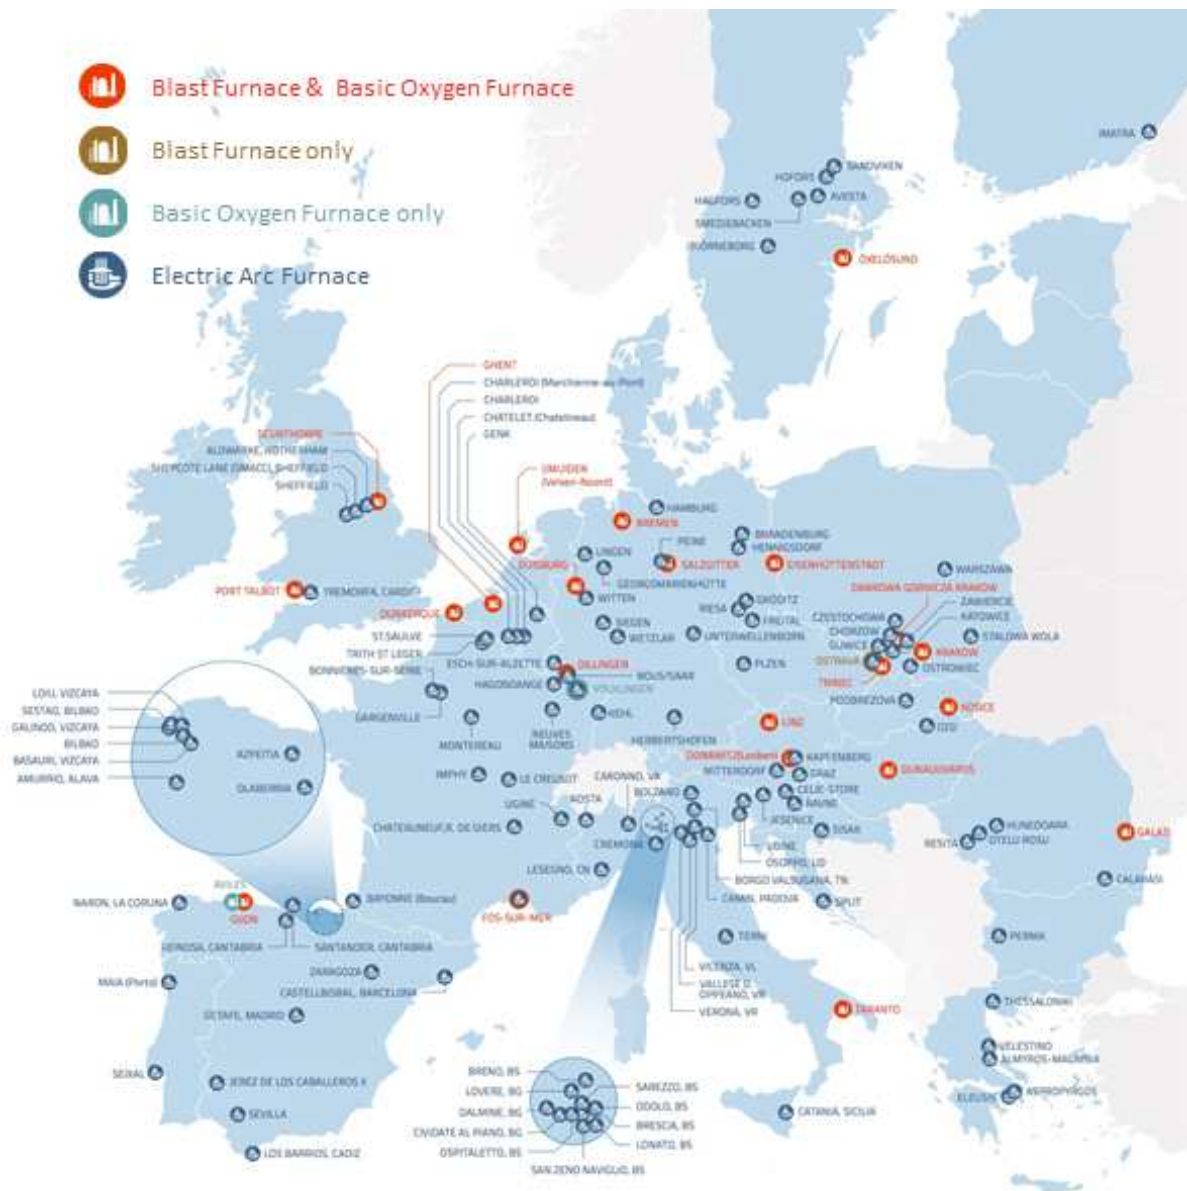 Blast Furnace & Basic Oxygen Furnace
Blast Furnace only
Basic Oxygen Furnace only
Electric Arc Furnace
IMATRA
SANDVIKEN
HOFORS
HAGFORS
AVESTA
SMEDJEBACKEN
BJÖRNEBORG
OXELÖSUND
GHENT
CHARLEROI (Marchienne-au-Pont)
CHARLEROI
CHATELET (Chatelineau)
GENK
SCUNTHORPE
ALDWARKE, ROTHERHAM
SHEPCOTE LANE (SMACC), SHEFFIELD
SHEFFIELD
IJMUIDEN
(Velsen-Noord)
HAMBURG
BREMEN
PEINE
BRANDENBURG
HENNIGSDORF
LINGEN
DUISBURG
SALZGITTER
EISENHÜTTENSTADT
WARSZAWA
GEORGSMARIENHÜTTE
DABROWA GORNICZA KRAKOW
PORT TALBOT
TREMORFA, CARDIFF
WITTEN
GRÖDITZ
ZAWIERCIE
DUNKERQUE
RIESA
CZESTOCHOWA
KATOWICE
SIEGEN
FREITAL
CHORZOW
ST.SAULVE
WETZLAR
UNTERWELLENBORN
STALOWA WOLA
TRITH ST LEGER
GLIWICE
KRAKOW
BONNIERES-SUR-SEINE
ESCH-SUR-ALZETTE
DILLINGEN
PLZEN
OSTRAVA
OSTROWIEC
HAGONDANGE
BOUS/SAAR
TRINEC
VÖLKLINGEN
LOIU, VIZCAYA
SESTAO, BILBAO
GARGENVILLE
KEHL
PODBREZOVA
KOSICE
GALINDO, VIZCAYA
LINZ
OZD
BILBAO
AZPEITIA
MONTEREAU
NEUVES
MAISONS
HERBERTSHOFEN
BASAURI, VIZCAYA
DONAWITZ(Leoben)
KAPFENBERG
AMURRIO, ALAVA
OLABERRIA
IMPHY
LE CREUSOT
CARONNO, VA
MITTERDORF
GRAZ
DUNAUJVAROS
BOLZANO
CELJE-STORE
UGINE
AOSTA
RAVNE
CHATEAUNEUF,R. DE GIERS
JESENICE
SISAK
HUNEDOARA
GALATI
CREMONA
UDINE
RESITA
OTELU ROSU
OSOPPO, UD
LESEGNO, CN
BORGO VALSUGANA, TN
CALARASI
AVILES
NARON, LA CORUNA
BAYONNE (Boucau)
CAMIN, PADOVA
SPLIT
GIJON
FOS-SUR-MER
REINOSA, CANTABRIA
SANTANDER, CANTABRIA
TERNI
PERNIK
ZARAGOZA
VICENZA, VI
MAIA (Porto)
VALLESE D.
OPPEANO, VR
CASTELLBISBAL, BARCELONA
THESSALONIKI
GETAFE, MADRID
VERONA, VR
TARANTO
VELESTINO
ALMYROS-MAGNISIA
SEIXAL
BRENO, BS
JEREZ DE LOS CABALLEROS
LOVERE, BG
SAREZZO, BS
ELEUSIS
ASPROPYRGOS
SEVILLA
DALMINE, BG
ODOLO, BS
CATANIA, SICILIA
CIVIDATE AL PIANO, BG
BRESCIA, BS
LOS BARRIOS, CADIZ
OSPITALETTO, BS
LONATO, BS
SAN ZENO NAVIGLIO, BS